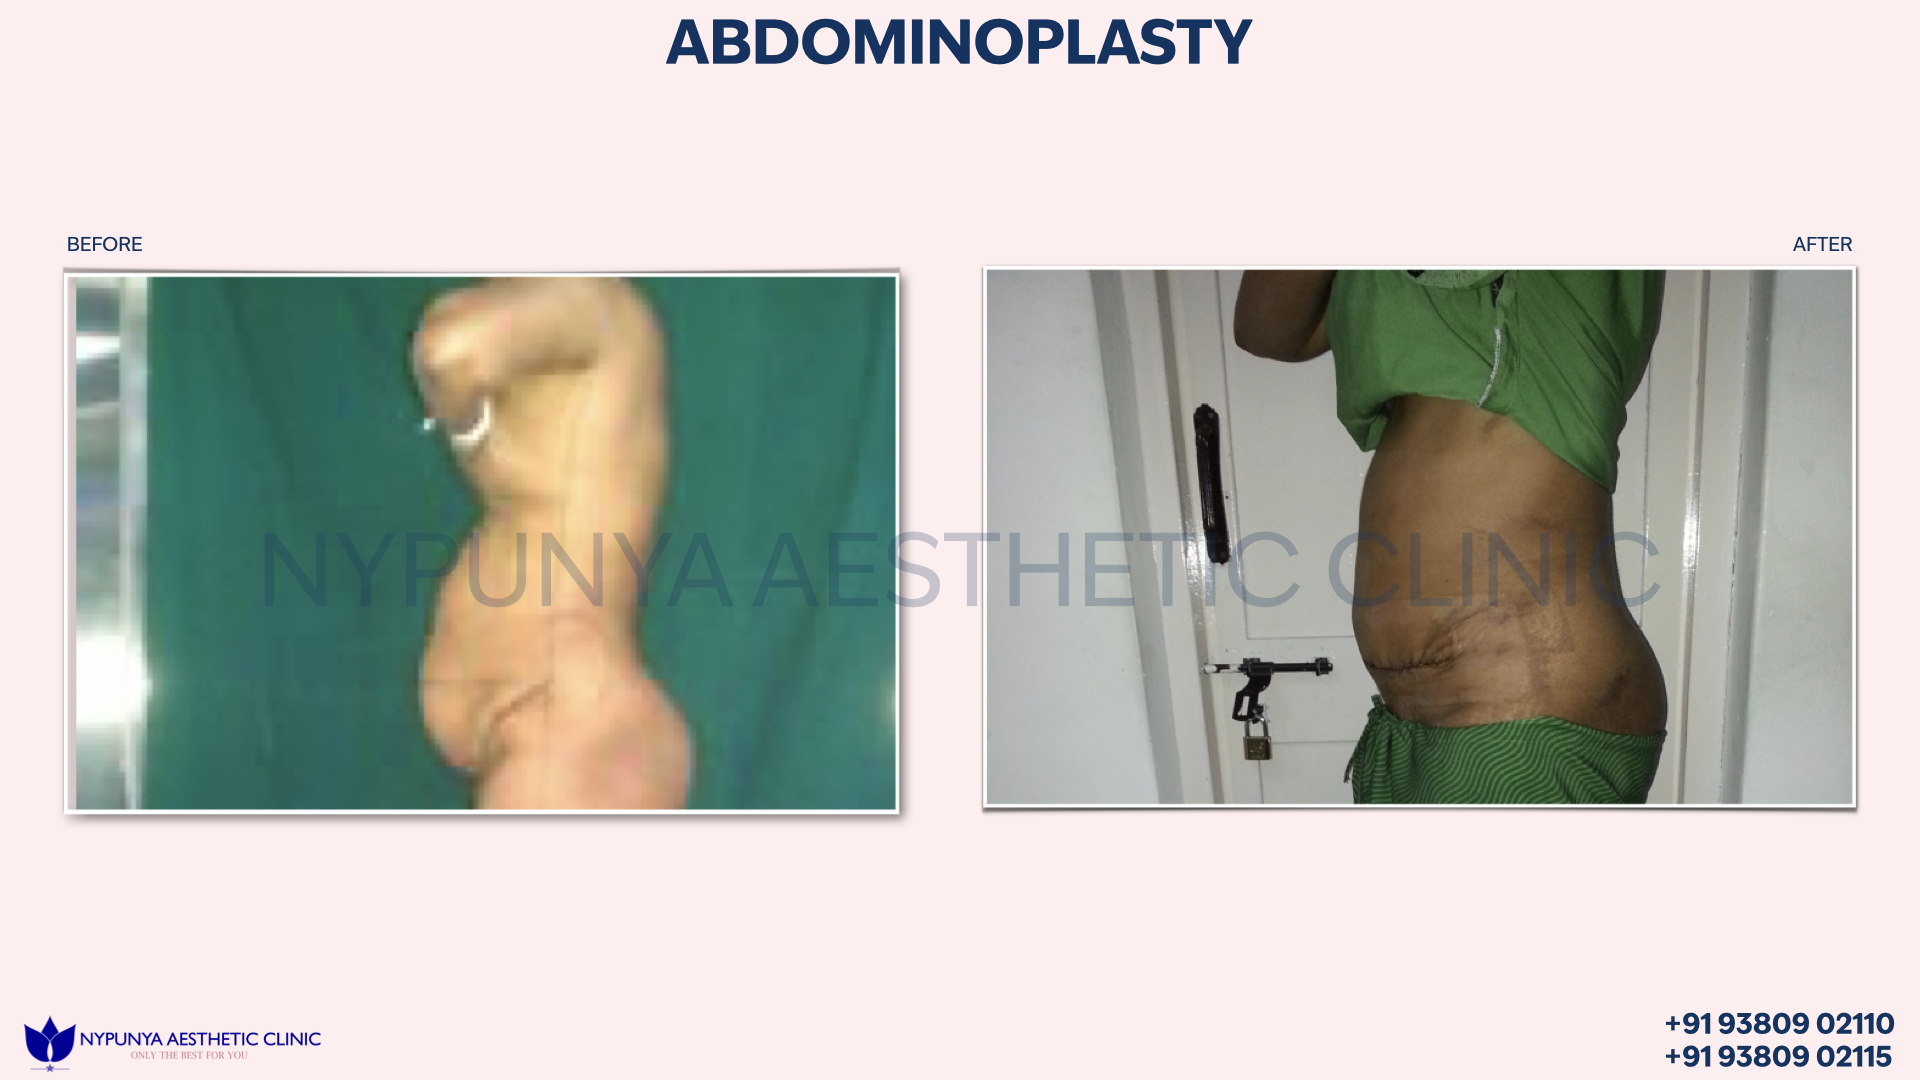 ABDOMINOPLASTY
BEFORE
AFTER
NYPUNYA AESTHETIC CLINIC
NYPUNYA AESTHETIC CLINIC
ONLY THE BEST FOR YOU
+91 93809 02110
+91 93809 02115